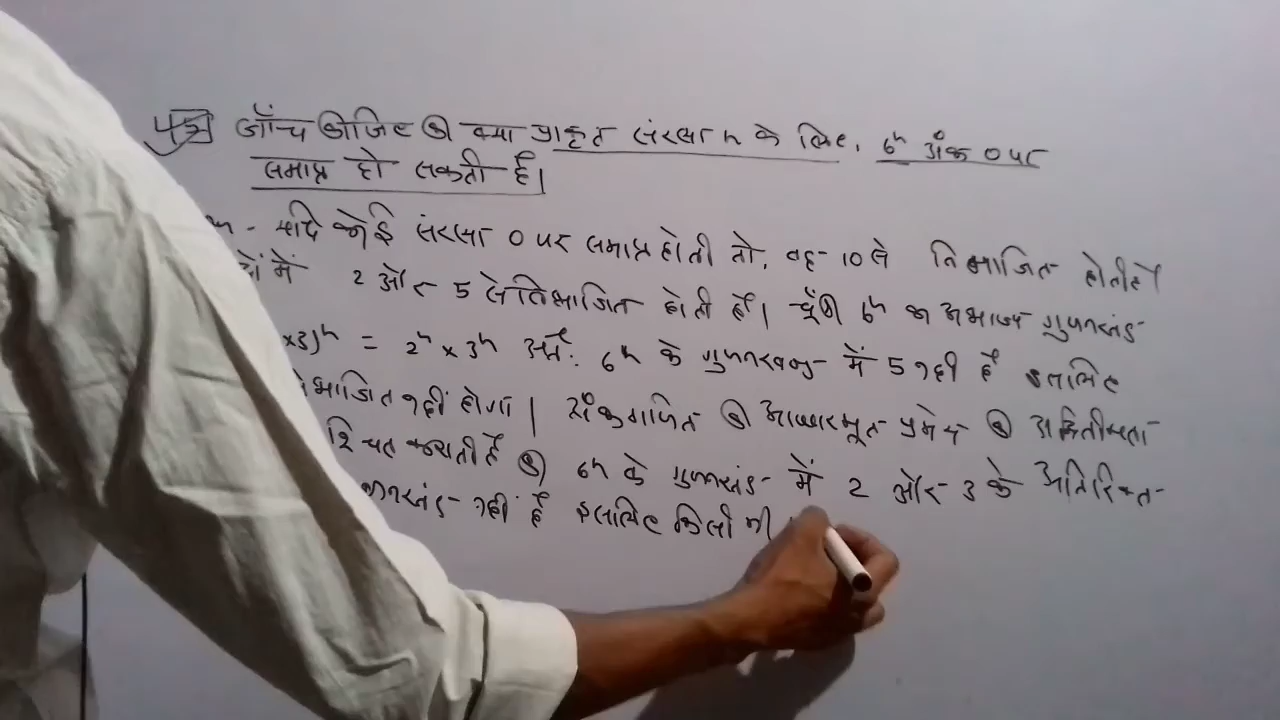 जाँच कीजिए की क्या प्राकृत संख्या n के लिए, 6ⁿ अंक 0 पर
समाप्त हो सकती है।
- यदि कोई संख्या 0 पर समाप्त होती तो, वह 10 से विभाजित होती है
में 2 और 5 से विभाजित होती है। चूँकी 6ⁿ का अभाज्य गुणनखंड
×3)ⁿ = 2ⁿ × 3ⁿ अतः 6ⁿ के गुणनखण्ड में 5 नहीं है इसलिए
भाजित नहीं होगा। अंकगणित की आधारभूत प्रमेय की अद्वितीयता
श्चित करती है की 6ⁿ के गुणनखंड में 2 और 3 के अतिरिक्त
नखंड नहीं है इसलिए किसी भी